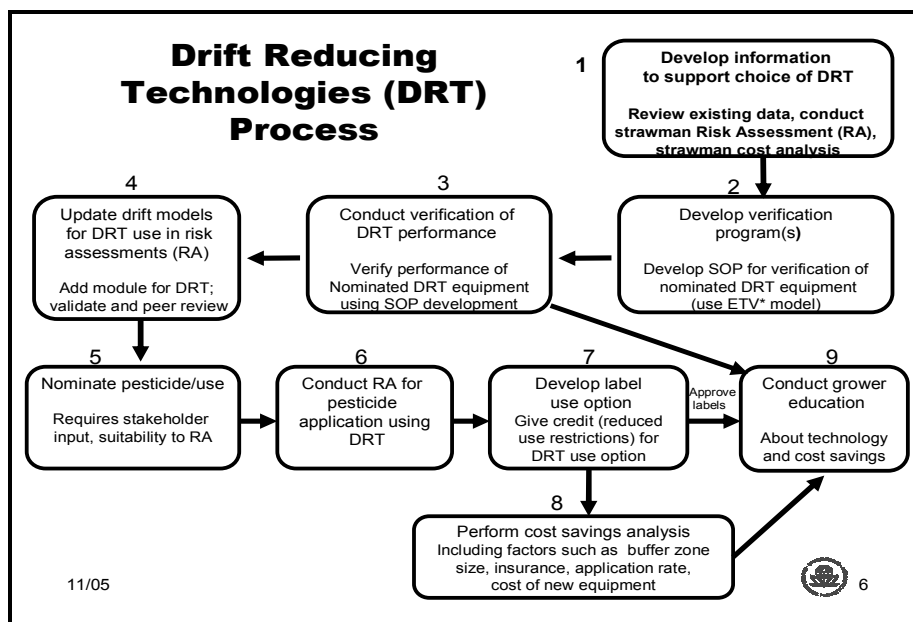 Drift Reducing
Technologies (DRT)
Process
1
Develop information
to support choice of DRT
Review existing data, conduct
strawman Risk Assessment (RA),
strawman cost analysis
2
Develop verification
program(s)
Develop SOP for verification of
nominated DRT equipment
(use ETV* model)
3
Conduct verification of
DRT performance
Verify performance of
Nominated DRT equipment
using SOP development
4
Update drift models
for DRT use in risk
assessments (RA)
Add module for DRT;
validate and peer review
5
Nominate pesticide/use
Requires stakeholder
input, suitability to RA
6
Conduct RA for
pesticide
application using
DRT
7
Develop label
use option
Give credit (reduced
use restrictions) for
DRT use option
Approve
labels
9
Conduct grower
education
About technology
and cost savings
8
Perform cost savings analysis
Including factors such as buffer zone
size, insurance, application rate,
cost of new equipment
11/05
6